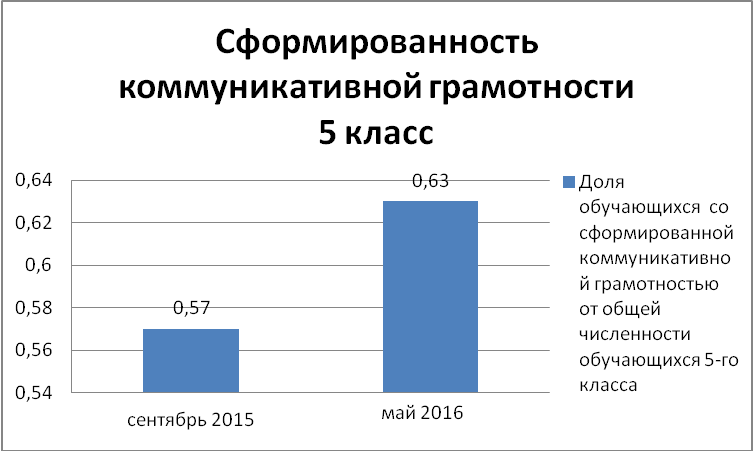 Сформированность
коммуникативной грамотности
5 класс
0,64
0,62
0,6
0,58
0,56
0,54
0,57
0,63
сентябрь 2015
май 2016
Доля
обучающихся со
сформированной
коммуникативно
й грамотностью
от общей
численности
обучающихся 5-го
класса